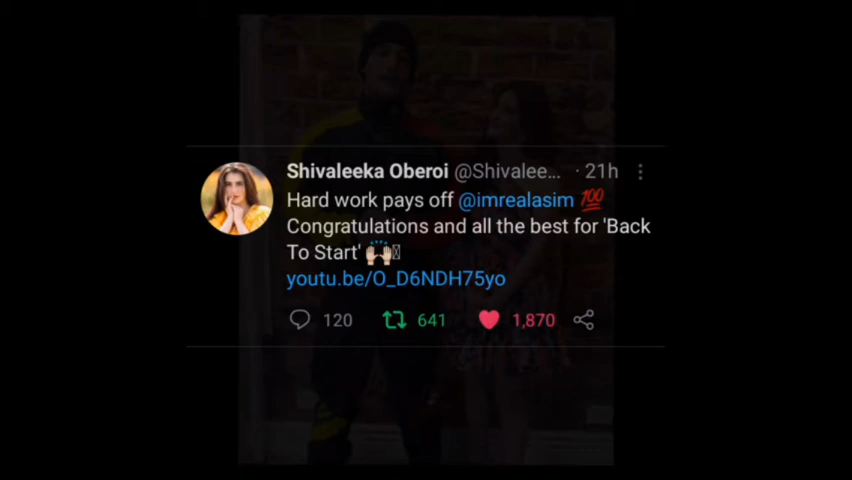 Shivaleeka Oberoi @Shivalee... · 21h
Hard work pays off @imrealasim 💯
Congratulations and all the best for 'Back
To Start' 🙌🏻
youtu.be/O_D6NDH75yo
120 641 1,870